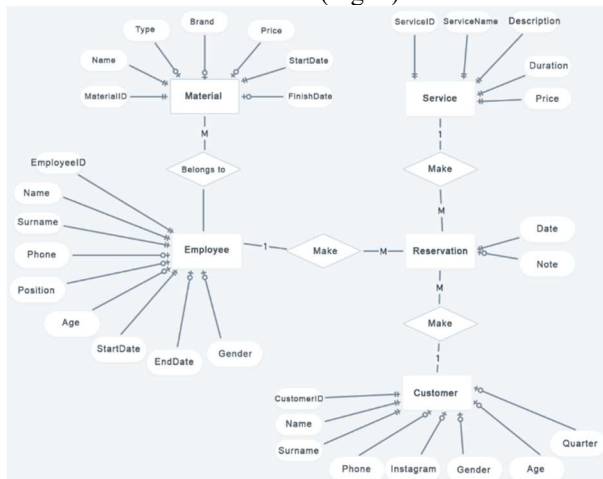 Type
Brand
Price
Name
StartDate
MaterialID
Material
FinishDate
M
Belongs to
ServiceID
ServiceName
Description
Duration
Service
Price
1
Make
M
EmployeeID
Name
Surname
Phone
Position
Age
StartDate
EndDate
Gender
Employee
1
Make
M
Reservation
Date
Note
M
Make
1
CustomerID
Customer
Name
Surname
Phone
Instagram
Gender
Age
Quarter